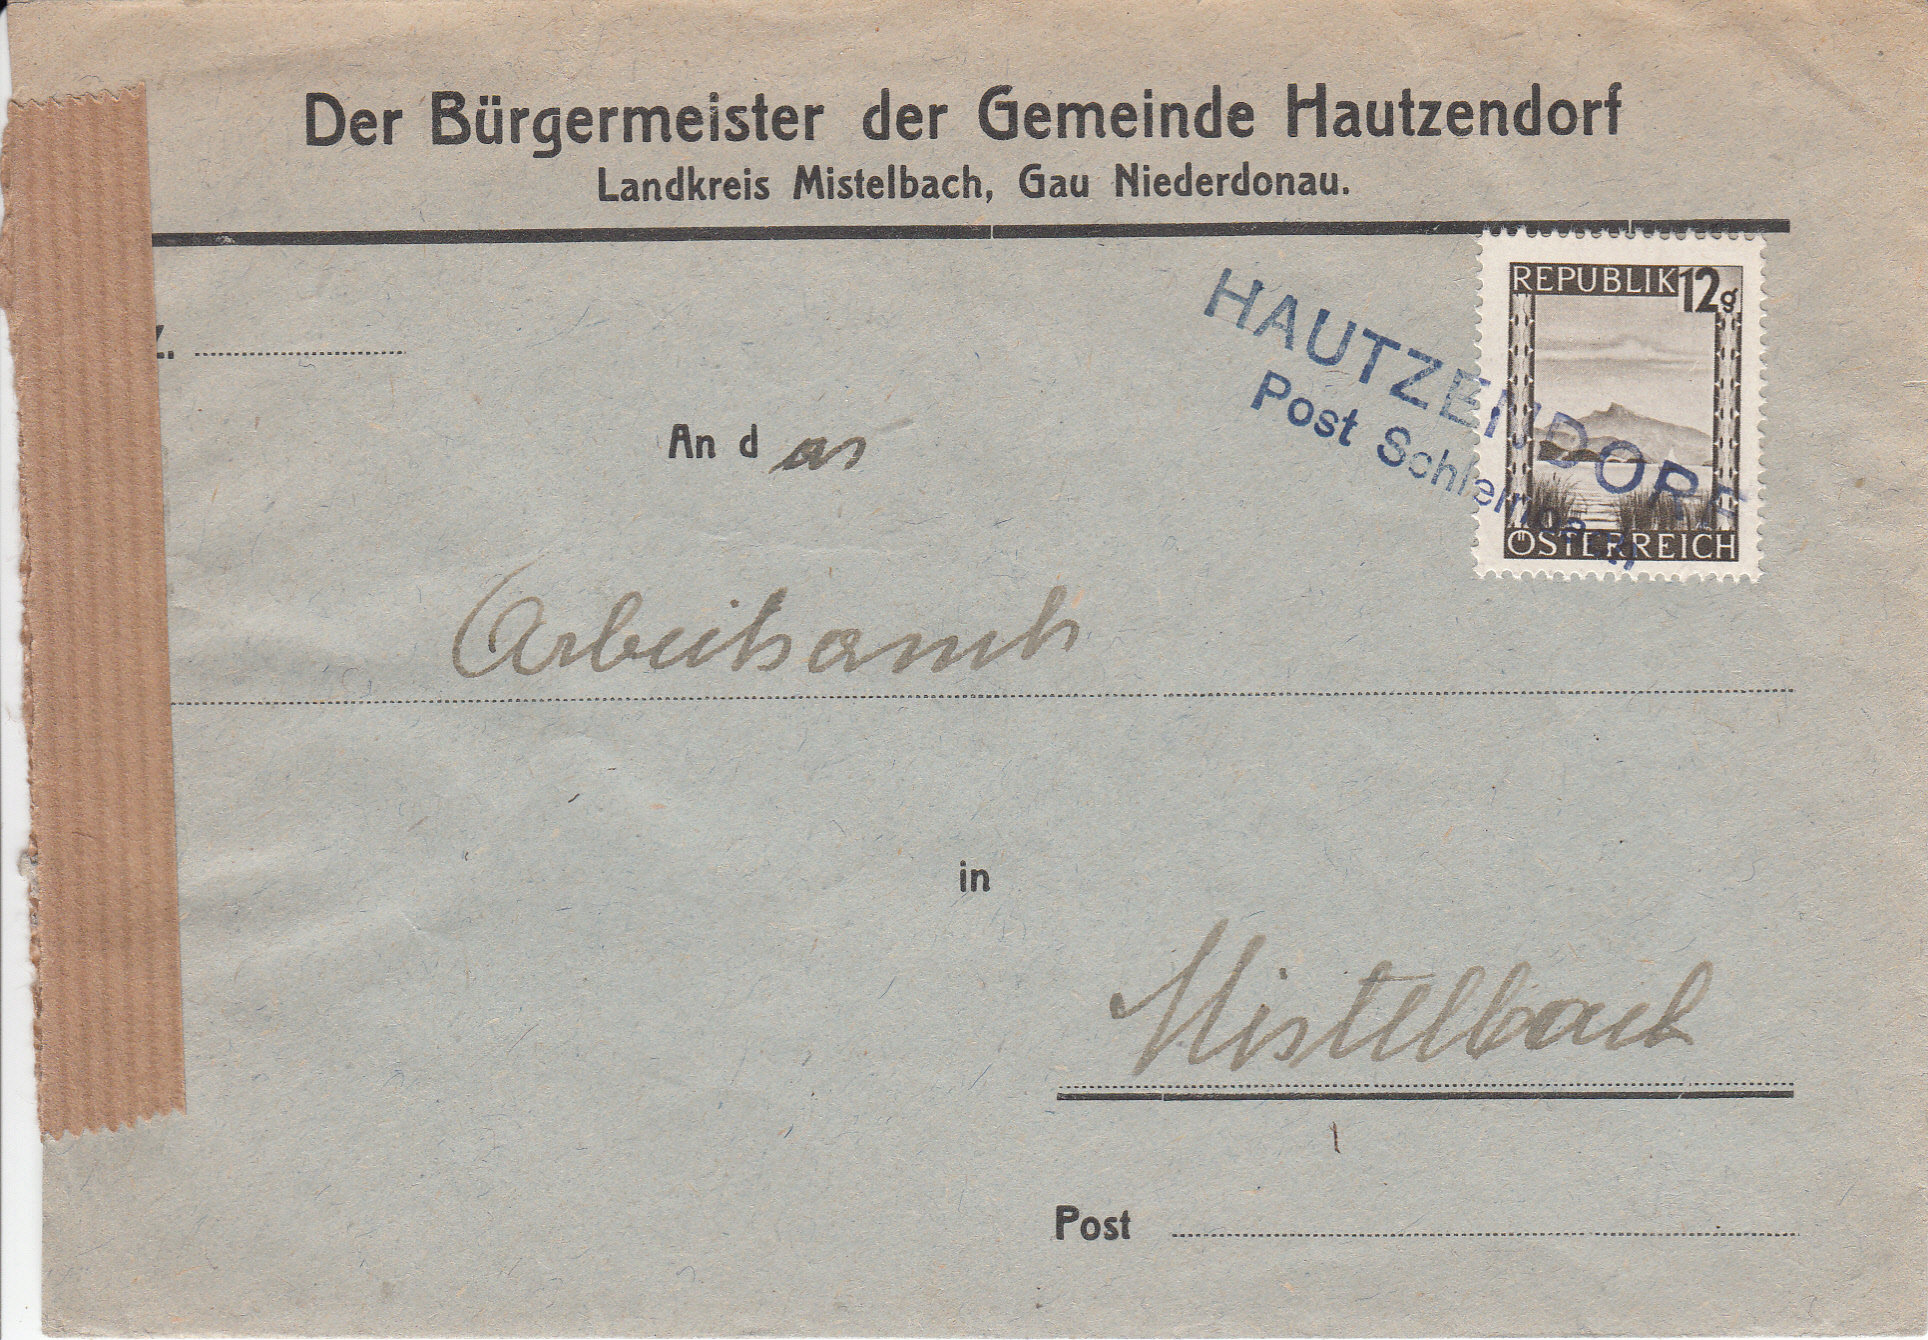 Der Bürgermeister der Gemeinde Hautzendorf
Landkreis Mistelbach, Gau Niederdonau.
REPUBLIK 12g
HAUTZENDORF
Post Schleinbach
ÖSTERREICH
Z.
An das
Arbeitsamt
in
Mistelbach
Post